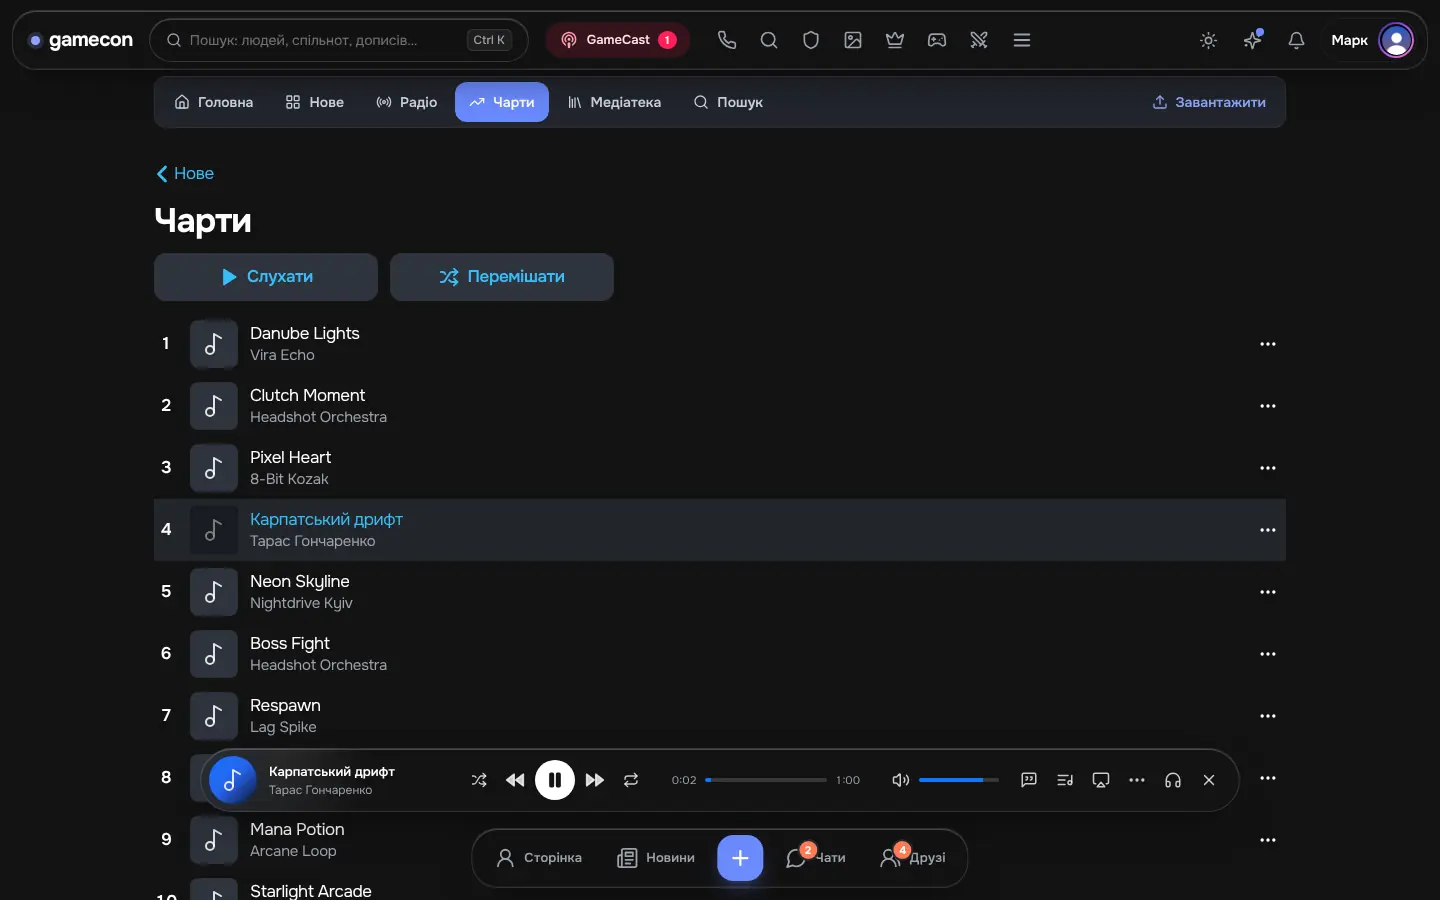 gamecon
Пошук: людей, спільнот, дописів...
Ctrl K
GameCast 1
Марк
Головна
Нове
Радіо
Чарти
Медіатека
Пошук
Завантажити
Нове
Чарти
Слухати
Перемішати
1
Danube Lights
Vira Echo
2
Clutch Moment
Headshot Orchestra
3
Pixel Heart
8-Bit Kozak
4
Карпатський дрифт
Тарас Гончаренко
5
Neon Skyline
Nightdrive Kyiv
6
Boss Fight
Headshot Orchestra
7
Respawn
Lag Spike
8
Карпатський дрифт
Тарас Гончаренко
0:02
1:00
9
Mana Potion
Arcane Loop
10
Starlight Arcade
Сторінка
Новини
2
Чати
4
Друзі